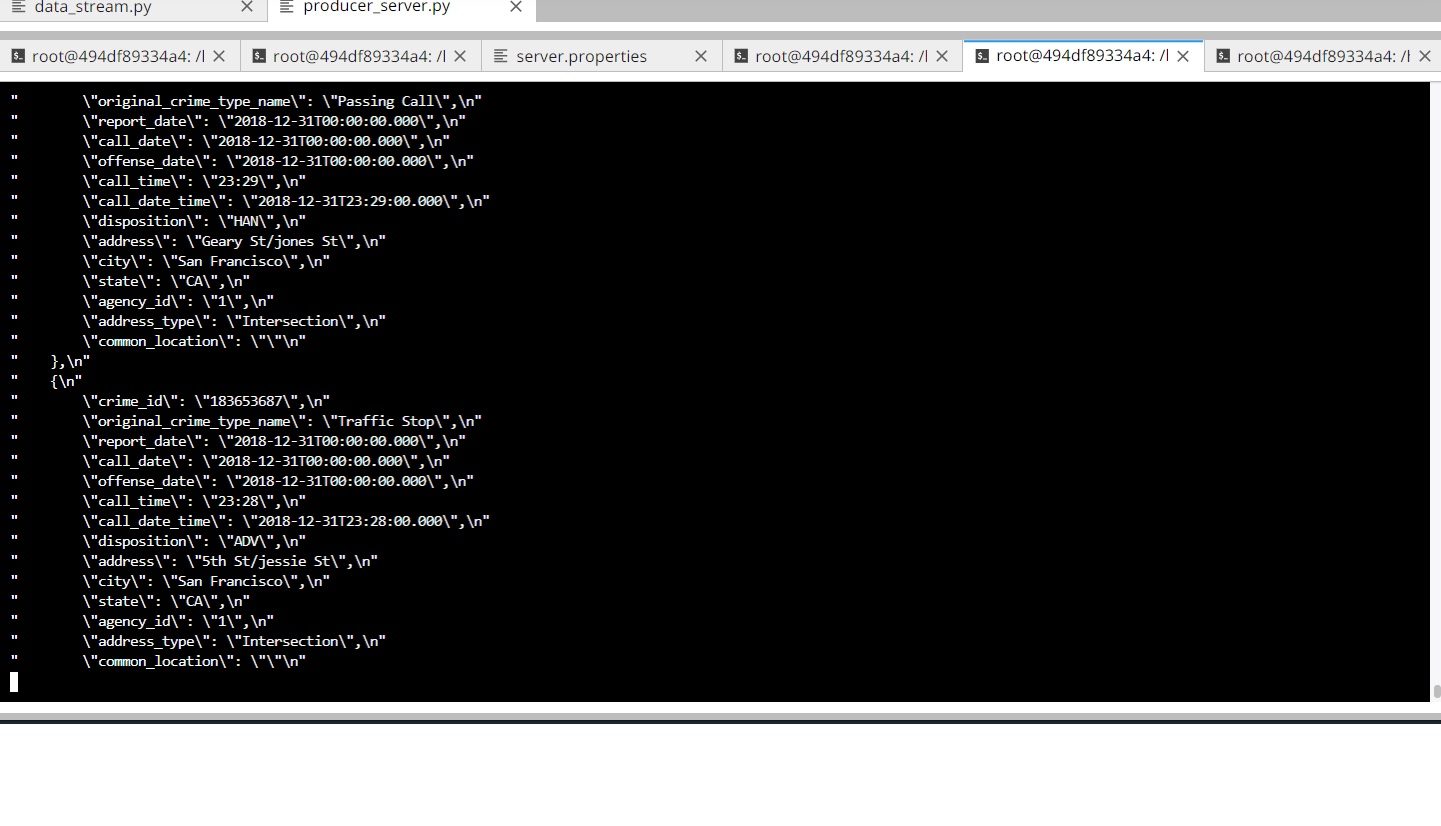 data_stream.py producer_server.py
root@494df89334a4: /l root@494df89334a4: /l server.properties root@494df89334a4: /l root@494df89334a4: /l root@494df89334a4: /h
"        \"original_crime_type_name\": \"Passing Call\",\n"
"        \"report_date\": \"2018-12-31T00:00:00.000\",\n"
"        \"call_date\": \"2018-12-31T00:00:00.000\",\n"
"        \"offense_date\": \"2018-12-31T00:00:00.000\",\n"
"        \"call_time\": \"23:29\",\n"
"        \"call_date_time\": \"2018-12-31T23:29:00.000\",\n"
"        \"disposition\": \"HAN\",\n"
"        \"address\": \"Geary St/jones St\",\n"
"        \"city\": \"San Francisco\",\n"
"        \"state\": \"CA\",\n"
"        \"agency_id\": \"1\",\n"
"        \"address_type\": \"Intersection\",\n"
"        \"common_location\": \"\"\n"
"    },\n"
"    {\n"
"        \"crime_id\": \"183653687\",\n"
"        \"original_crime_type_name\": \"Traffic Stop\",\n"
"        \"report_date\": \"2018-12-31T00:00:00.000\",\n"
"        \"call_date\": \"2018-12-31T00:00:00.000\",\n"
"        \"offense_date\": \"2018-12-31T00:00:00.000\",\n"
"        \"call_time\": \"23:28\",\n"
"        \"call_date_time\": \"2018-12-31T23:28:00.000\",\n"
"        \"disposition\": \"ADV\",\n"
"        \"address\": \"5th St/jessie St\",\n"
"        \"city\": \"San Francisco\",\n"
"        \"state\": \"CA\",\n"
"        \"agency_id\": \"1\",\n"
"        \"address_type\": \"Intersection\",\n"
"        \"common_location\": \"\"\n"